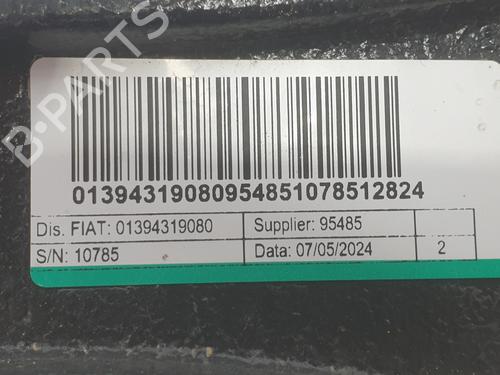 B-PARTS
01394319080954851078512824
Dis. FIAT: 01394319080
Supplier: 95485
S/N: 10785
Data: 07/05/2024
2